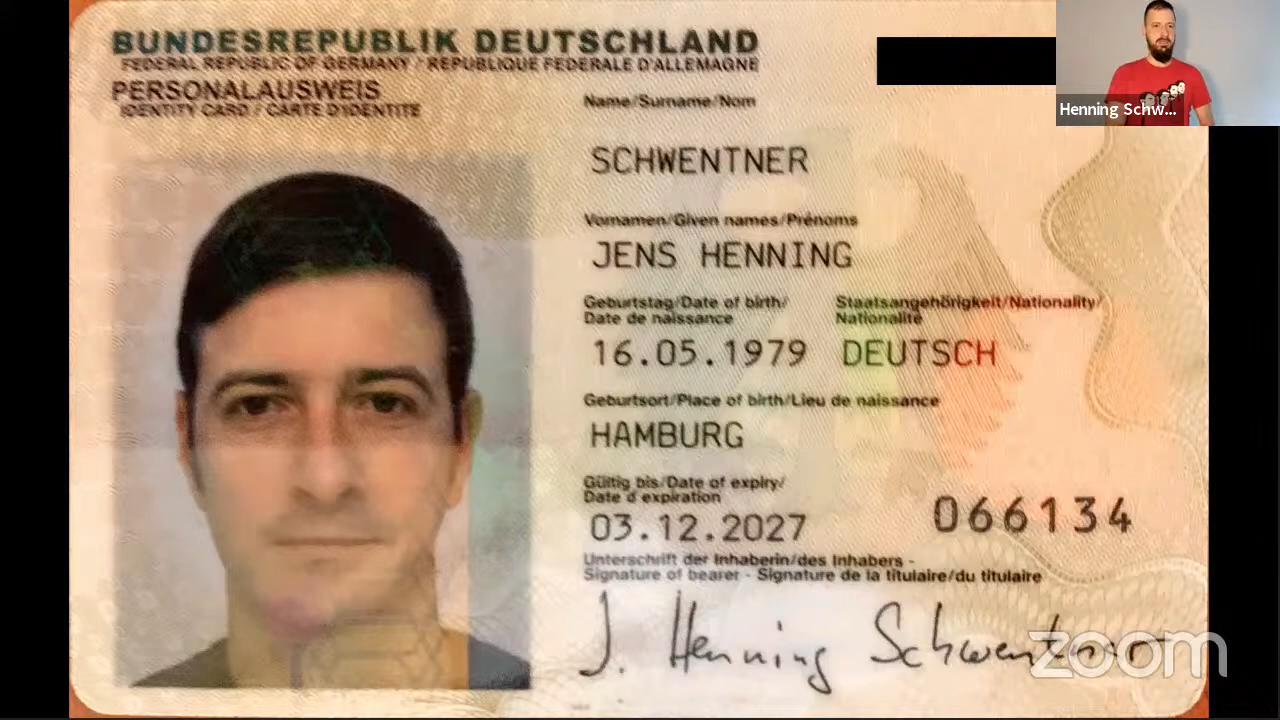 BUNDESREPUBLIK DEUTSCHLAND
FEDERAL REPUBLIC OF GERMANY / REPUBLIQUE FEDERALE D'ALLEMAGNE
PERSONALAUSWEIS
IDENTITY CARD / CARTE D'IDENTITE
Name/Surname/Nom
SCHWENTNER
Vornamen/Given names/Prénoms
JENS HENNING
Geburtstag/Date of birth/
Date de naissance
16.05.1979
Staatsangehörigkeit/Nationality/
Nationalité
DEUTSCH
Geburtsort/Place of birth/Lieu de naissance
HAMBURG
Gültig bis/Date of expiry/
Date d'expiration
03.12.2027
066134
Unterschrift der Inhaberin/des Inhabers -
Signature of bearer - Signature de la titulaire/du titulaire
J. Henning Schwentner
Henning Schw...
zoom